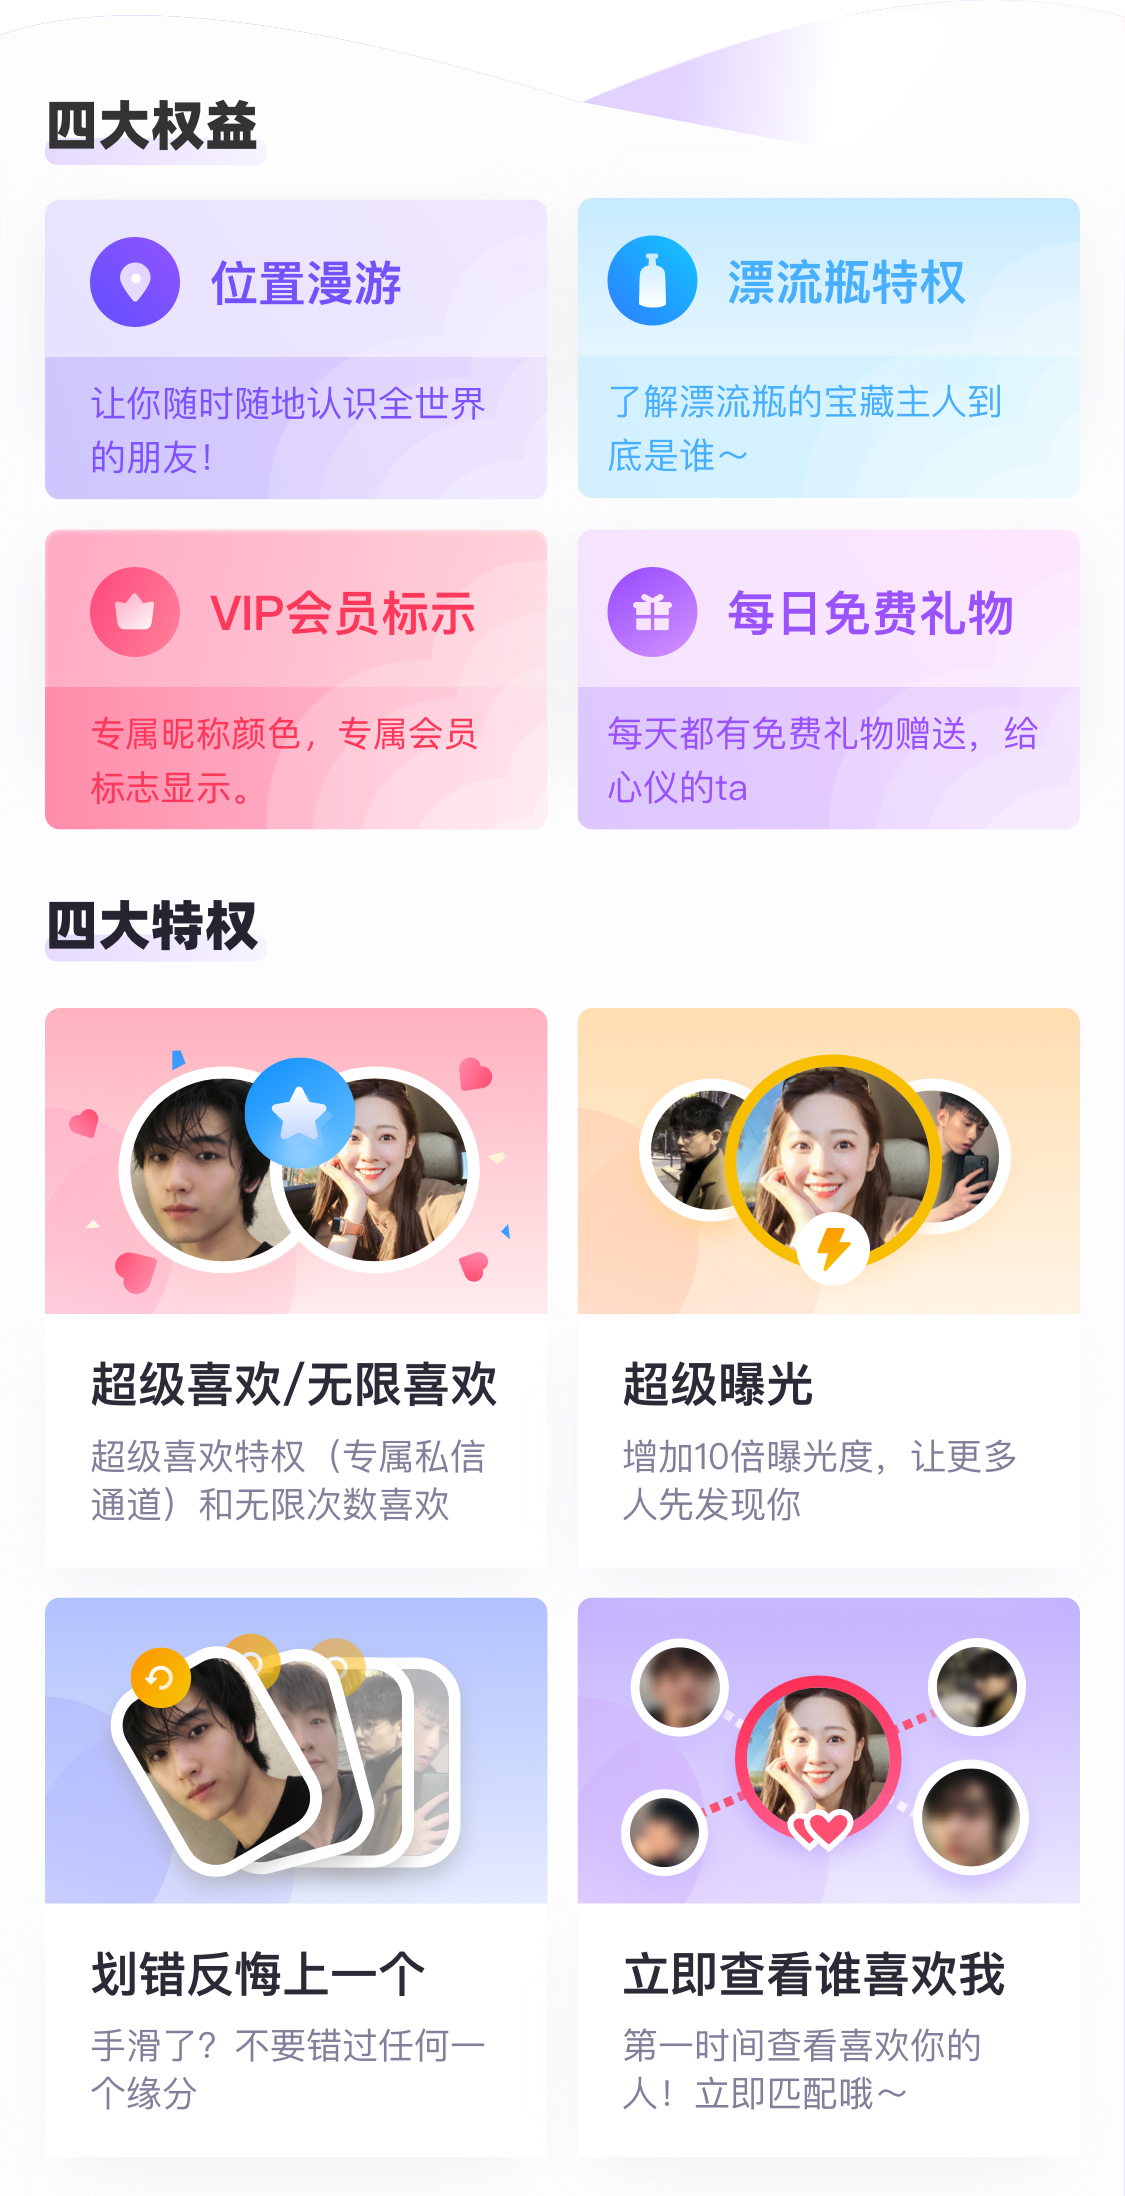 四大权益
位置漫游
让你随时随地认识全世界
的朋友！
漂流瓶特权
了解漂流瓶的宝藏主人到
底是谁～
VIP会员标示
专属昵称颜色，专属会员
标志显示。
每日免费礼物
每天都有免费礼物赠送，给
心仪的ta
四大特权
超级喜欢/无限喜欢
超级喜欢特权（专属私信
通道）和无限次数喜欢
超级曝光
增加10倍曝光度，让更多
人先发现你
划错反悔上一个
手滑了？不要错过任何一
个缘分
立即查看谁喜欢我
第一时间查看喜欢你的
人！立即匹配哦～